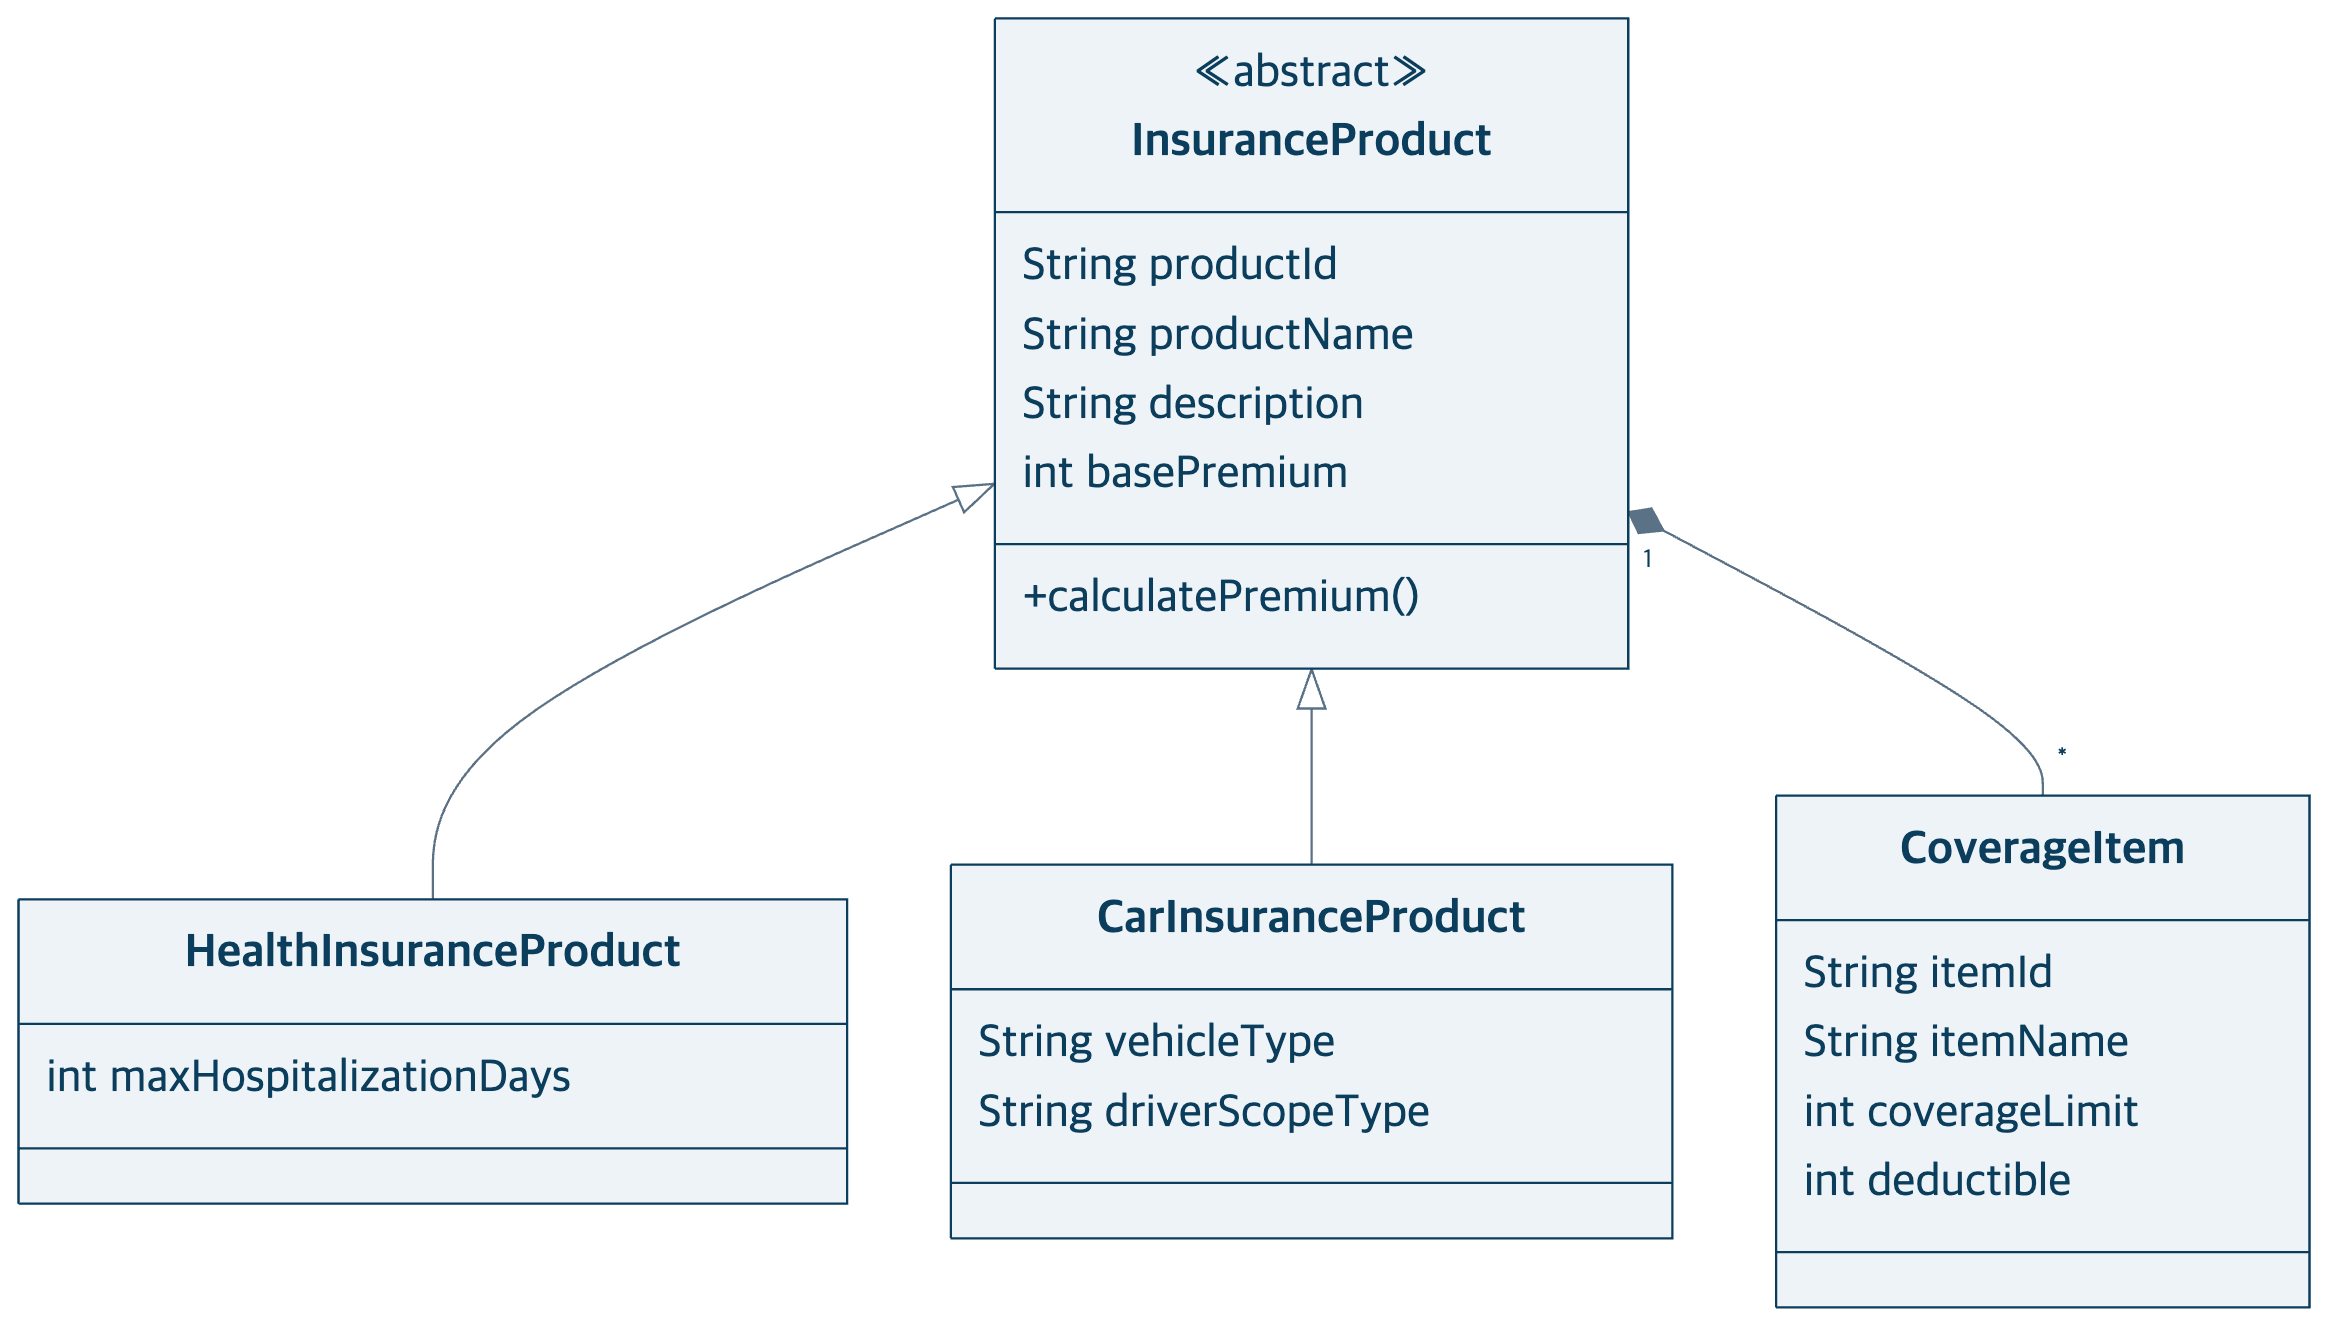 ≪abstract≫
InsuranceProduct
String productId
String productName
String description
int basePremium
+calculatePremium()
1
*
HealthInsuranceProduct
int maxHospitalizationDays
CarInsuranceProduct
String vehicleType
String driverScopeType
CoverageItem
String itemId
String itemName
int coverageLimit
int deductible